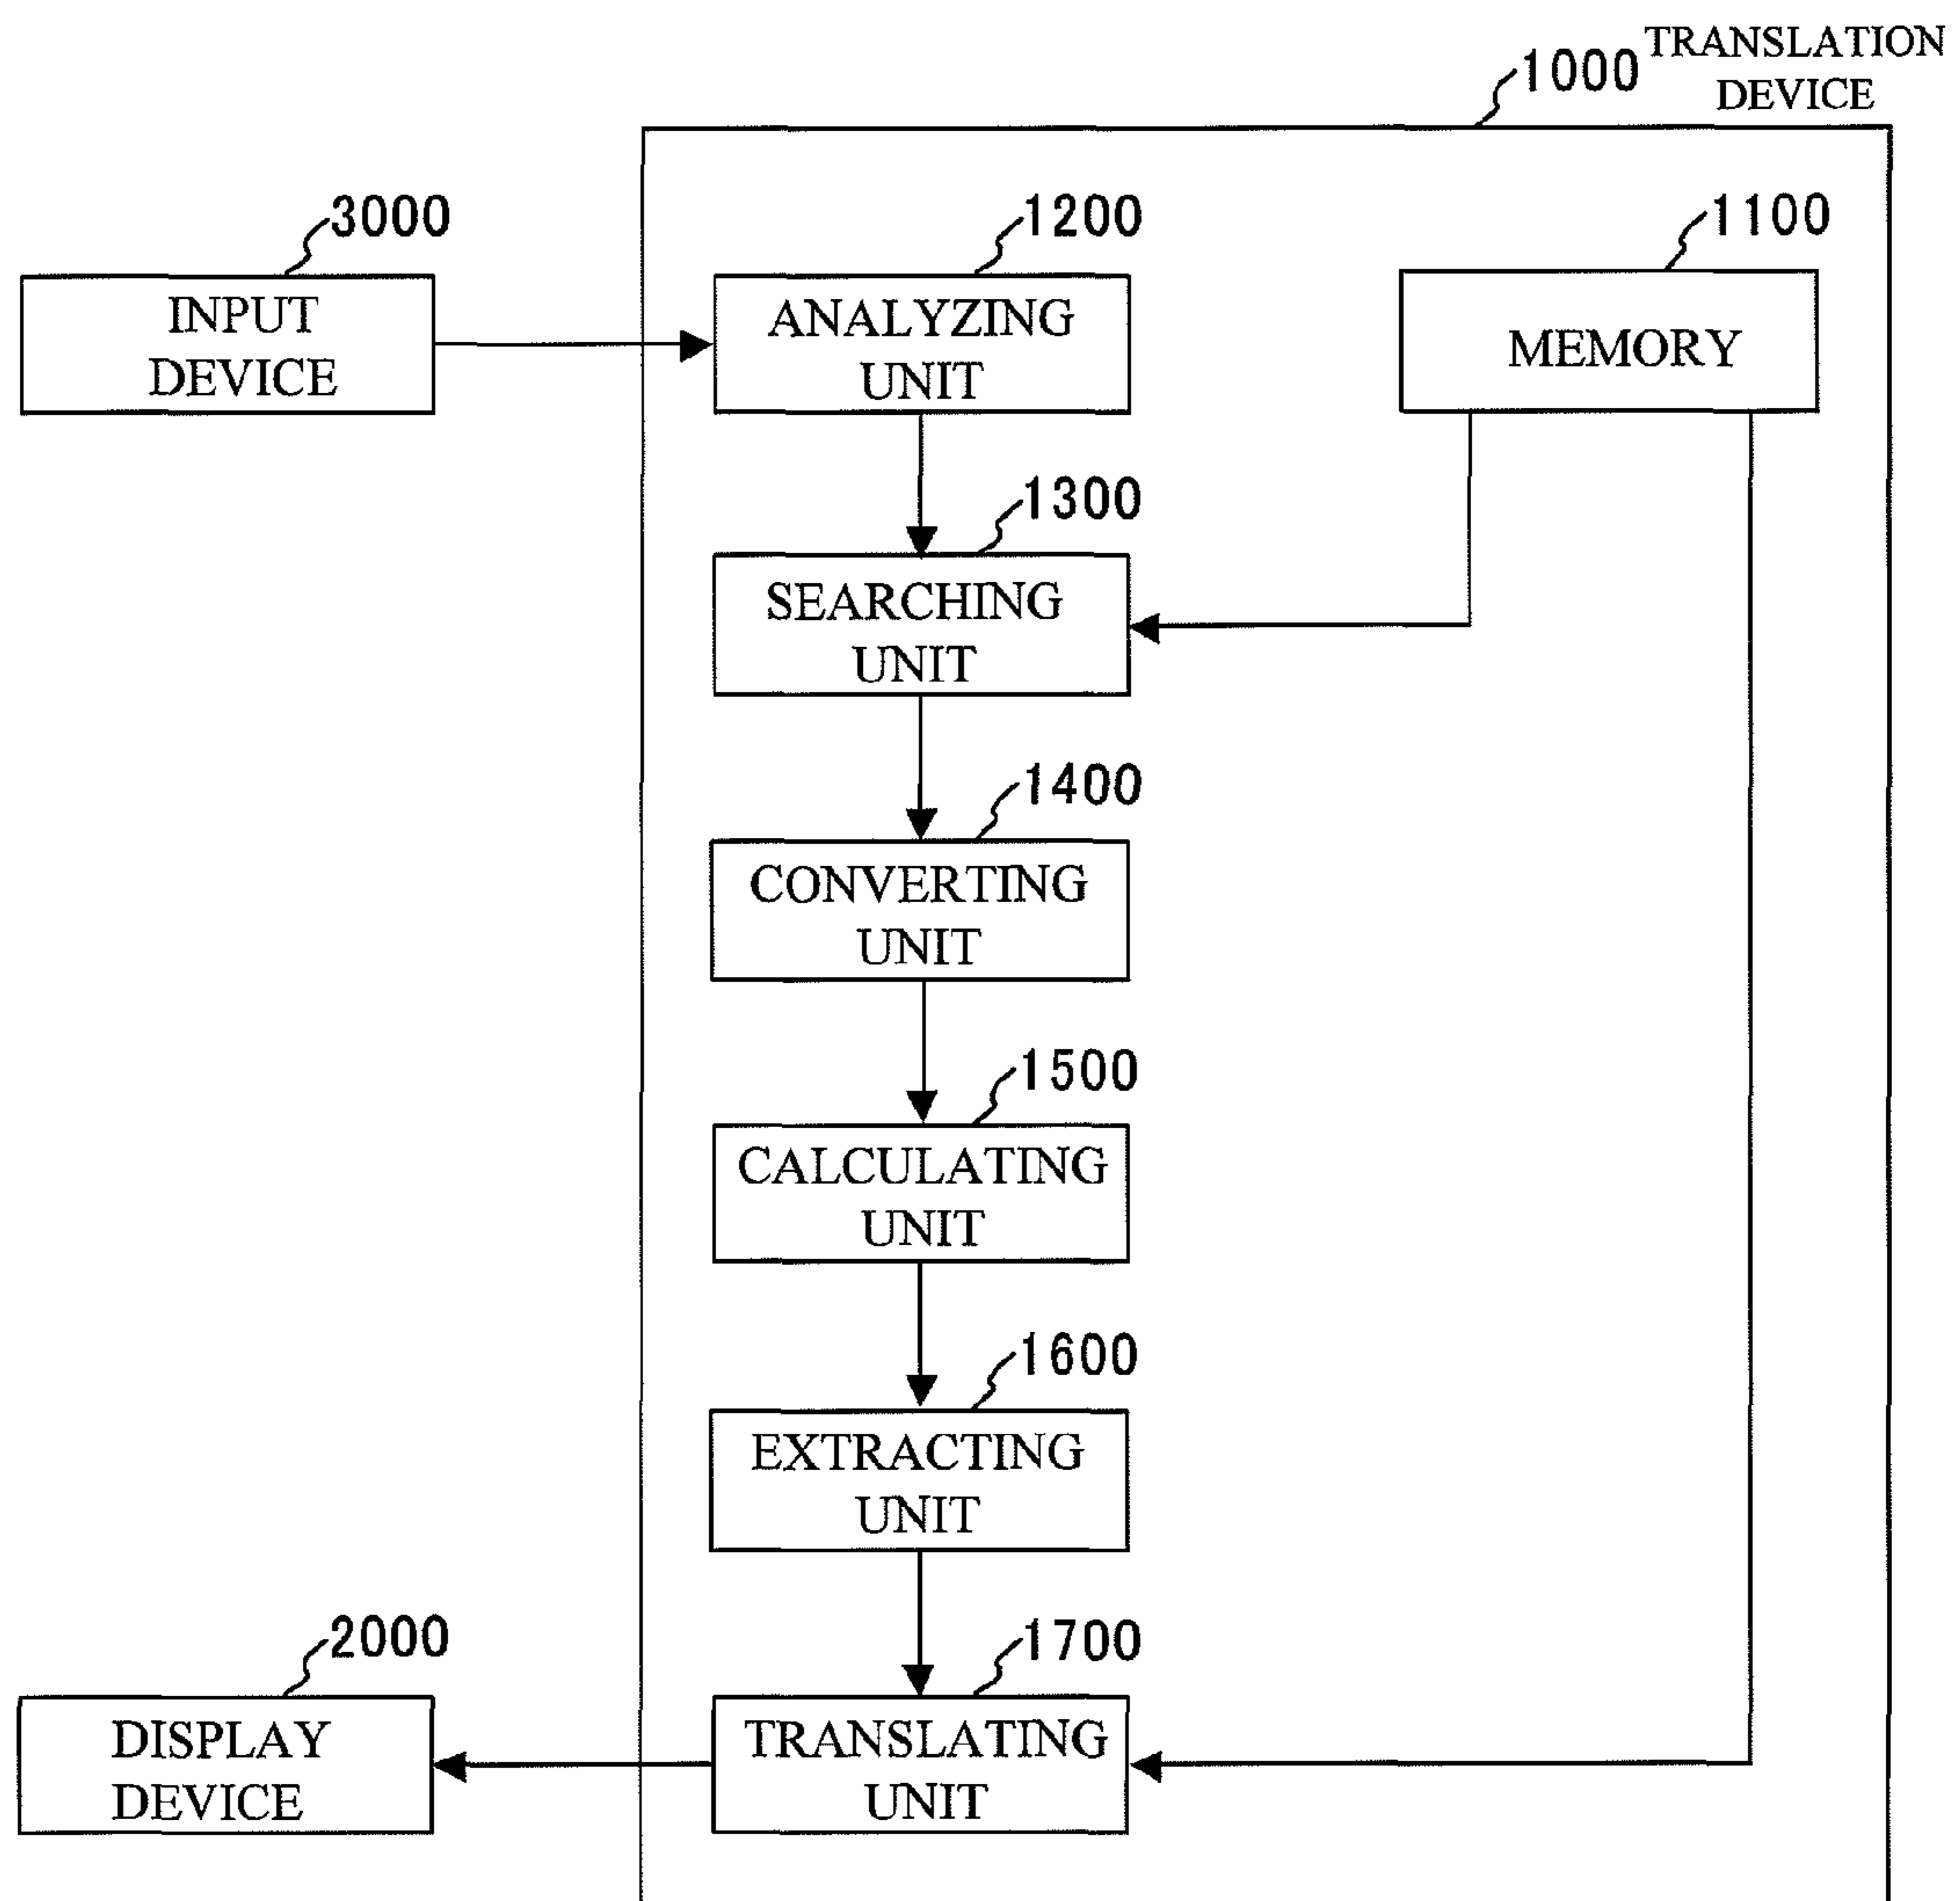 1000
TRANSLATION
DEVICE
3000
1200
1100
INPUT
DEVICE
ANALYZING
UNIT
MEMORY
1300
SEARCHING
UNIT
1400
CONVERTING
UNIT
1500
CALCULATING
UNIT
1600
EXTRACTING
UNIT
2000
1700
DISPLAY
DEVICE
TRANSLATING
UNIT